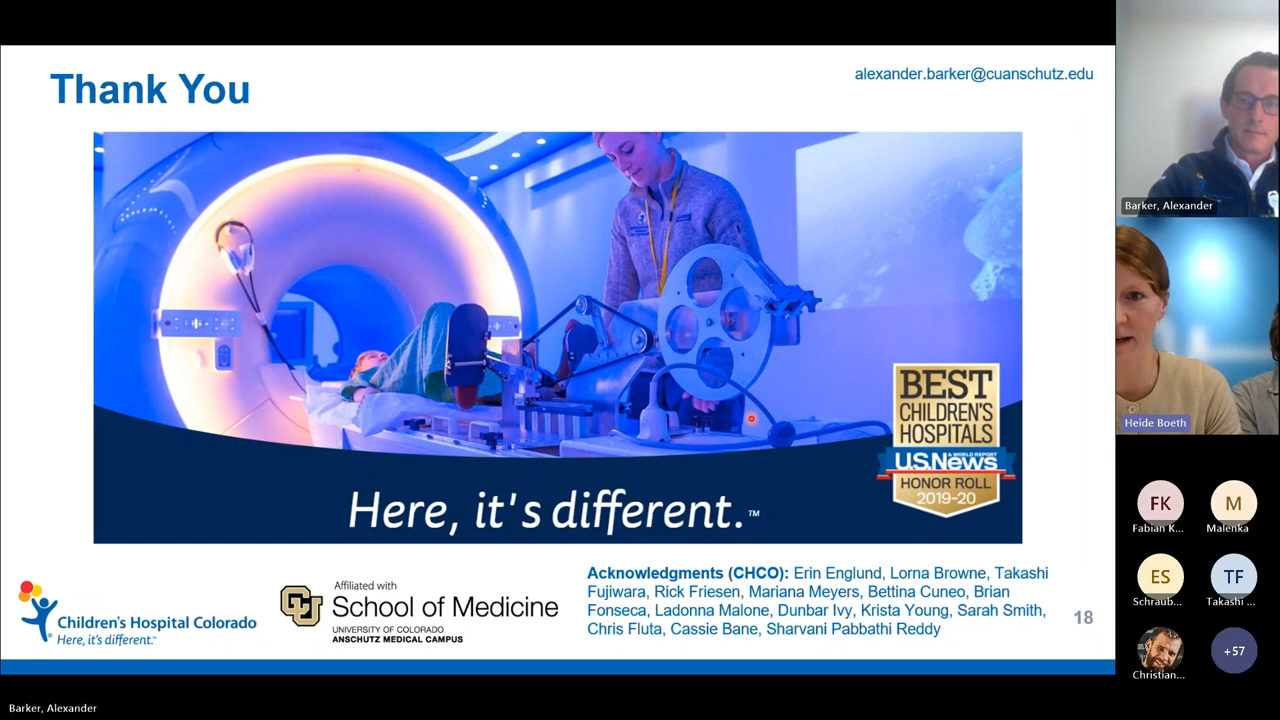 Thank You
alexander.barker@cuanschutz.edu
BEST
CHILDREN'S
HOSPITALS
U.S.News
& WORLD REPORT
HONOR ROLL
2019-20
Here, it's different.™
Children's Hospital Colorado
Here, it's different.™
Affiliated with
CU
School of Medicine
UNIVERSITY OF COLORADO
ANSCHUTZ MEDICAL CAMPUS
Acknowledgments (CHCO): Erin Englund, Lorna Browne, Takashi
Fujiwara, Rick Friesen, Mariana Meyers, Bettina Cuneo, Brian
Fonseca, Ladonna Malone, Dunbar Ivy, Krista Young, Sarah Smith,
Chris Fluta, Cassie Bane, Sharvani Pabbathi Reddy
18
Barker, Alexander
Heide Boeth
FK
Fabian K...
M
Malenka
ES
Schraub...
TF
Takashi ...
Christian...
+57
Barker, Alexander